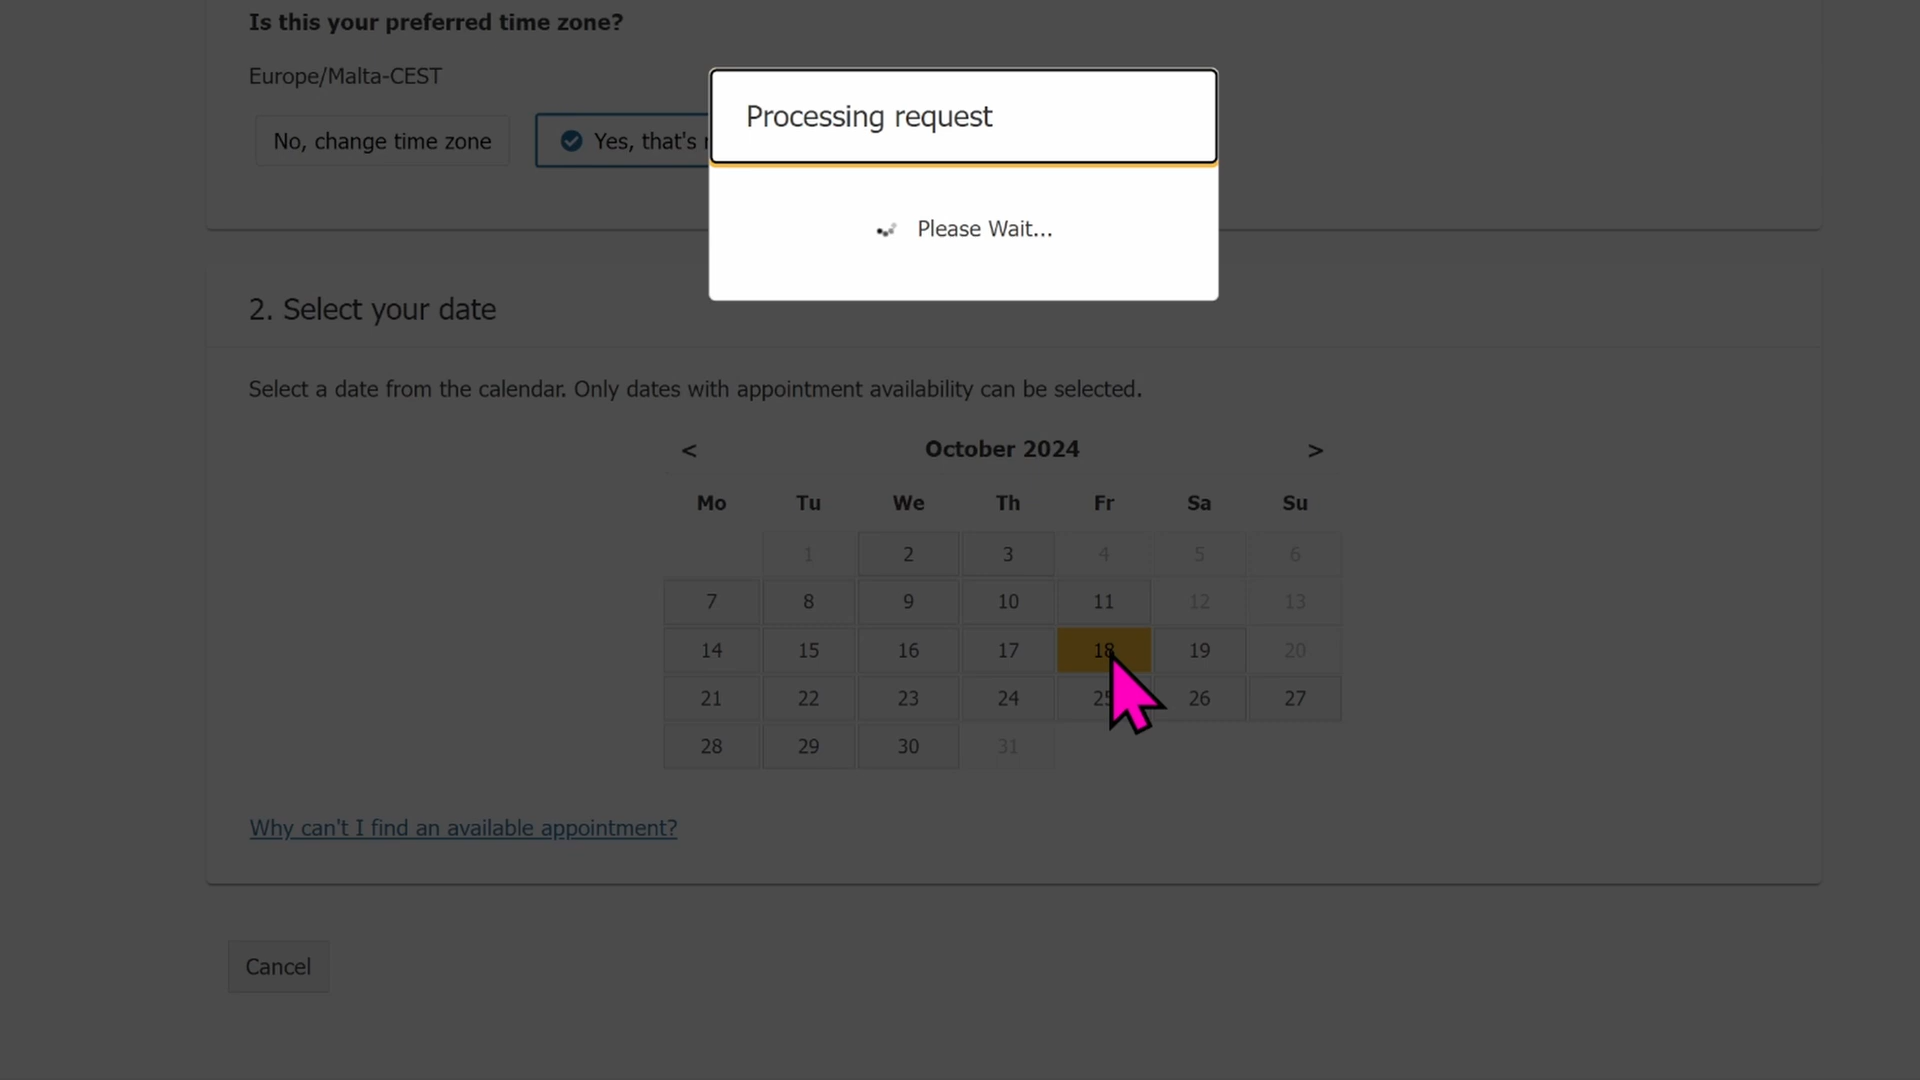 Is this your preferred time zone?
Europe/Malta-CEST
No, change time zone
Yes, that's
Processing request
Please Wait...
2. Select your date
Select a date from the calendar. Only dates with appointment availability can be selected.
< October 2024 >
Mo Tu We Th Fr Sa Su
1 2 3 4 5 6
7 8 9 10 11 12 13
14 15 16 17 18 19 20
21 22 23 24 25 26 27
28 29 30 31
Why can't I find an available appointment?
Cancel